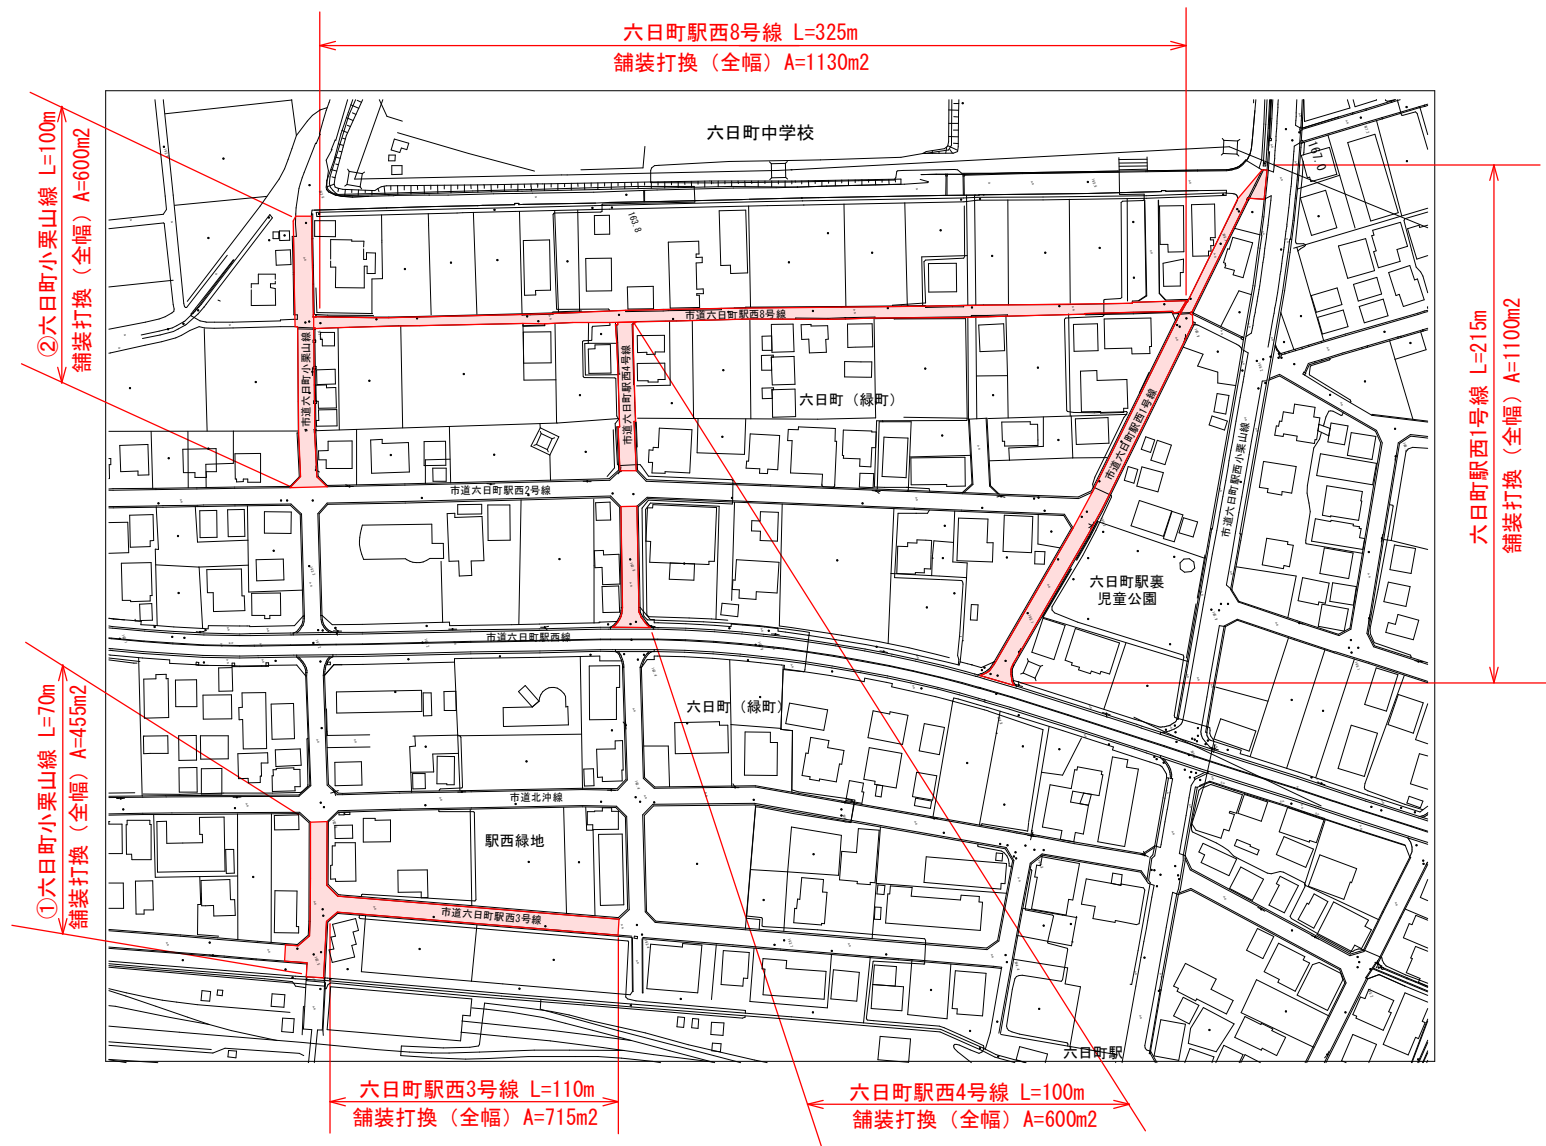 六日町駅西8号線 L=325m
舗装打換（全幅）A=1130m2
②六日町小栗山線 L=100m
舗装打換（全幅）A=600m2
六日町中学校
167.0
163.8
市道六日町駅西8号線
市道六日町小栗山線
市道六日町駅西4号線
六日町（緑町）
市道六日町駅西1号線
市道六日町駅西小栗山線
六日町駅西1号線 L=215m
舗装打換（全幅）A=1100m2
市道六日町駅西2号線
六日町駅裏
児童公園
市道六日町駅西線
①六日町小栗山線 L=70m
舗装打換（全幅）A=455m2
六日町（緑町）
市道北沖線
駅西緑地
市道六日町駅西3号線
六日町駅
六日町駅西3号線 L=110m
舗装打換（全幅）A=715m2
六日町駅西4号線 L=100m
舗装打換（全幅）A=600m2